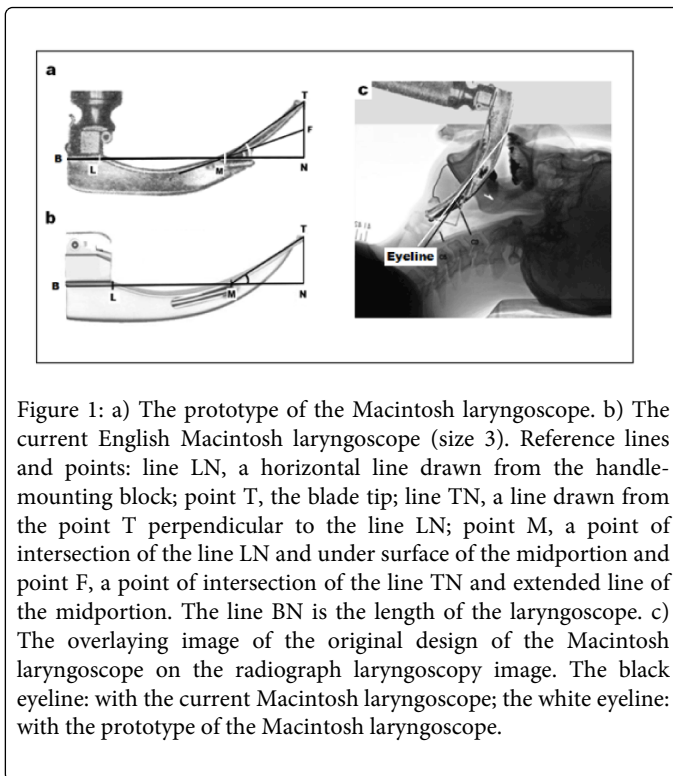 a
T
F
B
L
M
N
b
T
B
L
M
N
c
C2
Eyeline
Figure 1: a) The prototype of the Macintosh laryngoscope. b) The
current English Macintosh laryngoscope (size 3). Reference lines
and points: line LN, a horizontal line drawn from the handle-
mounting block; point T, the blade tip; line TN, a line drawn from
the point T perpendicular to the line LN; point M, a point of
intersection of the line LN and under surface of the midportion and
point F, a point of intersection of the line TN and extended line of
the midportion. The line BN is the length of the laryngoscope. c)
The overlaying image of the original design of the Macintosh
laryngoscope on the radiograph laryngoscopy image. The black
eyeline: with the current Macintosh laryngoscope; the white eyeline:
with the prototype of the Macintosh laryngoscope.